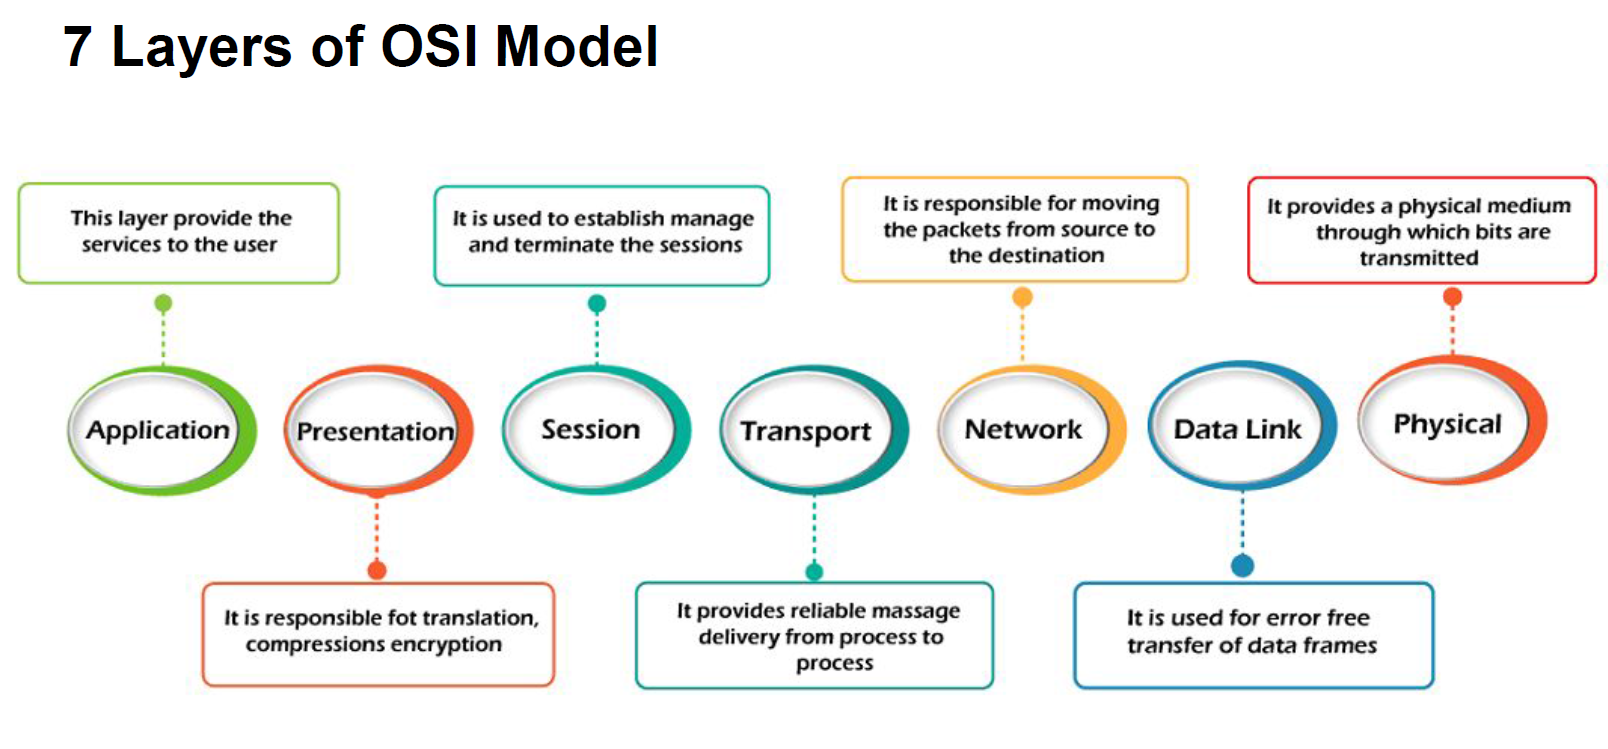 7 Layers of OSI Model
This layer provide the
services to the user
It is used to establish manage
and terminate the sessions
It is responsible for moving
the packets from source to
the destination
It provides a physical medium
through which bits are
transmitted
Application
Presentation
Session
Transport
Network
Data Link
Physical
It is responsible fot translation,
compressions encryption
It provides reliable massage
delivery from process to
process
It is used for error free
transfer of data frames